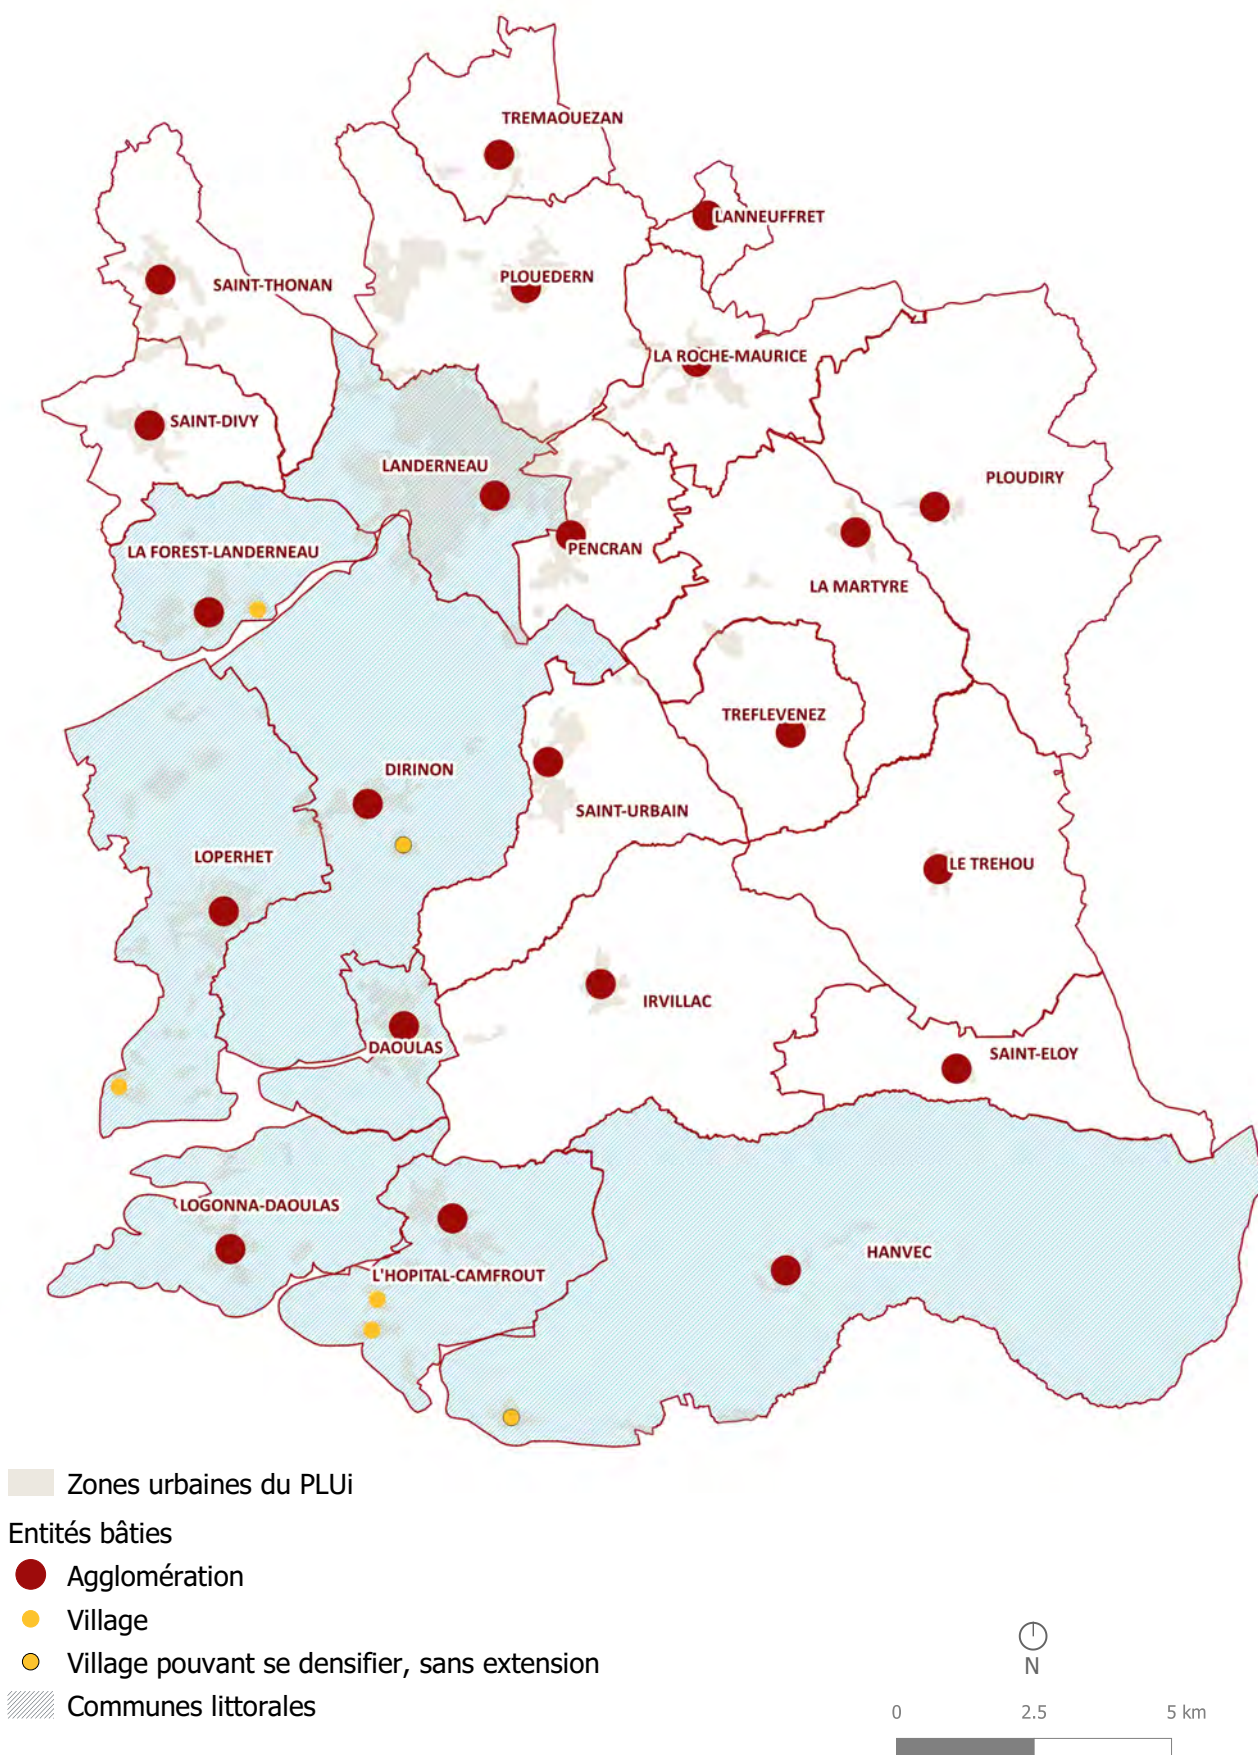 TREMAOUEZAN
LANNEUFFRET
PLOUEDERN
SAINT-THONAN
LA ROCHE-MAURICE
SAINT-DIVY
LANDERNEAU
PLOUDIRY
PENCRAN
LA FOREST-LANDERNEAU
LA MARTYRE
TREFLEVENEZ
DIRINON
SAINT-URBAIN
LOPERHET
LE TREHOU
IRVILLAC
DAOULAS
SAINT-ELOY
LOGONNA-DAOULAS
HANVEC
L'HOPITAL-CAMFROUT
Zones urbaines du PLUi
Entités bâties
Agglomération
Village
Village pouvant se densifier, sans extension
Communes littorales
N
0 2.5 5 km